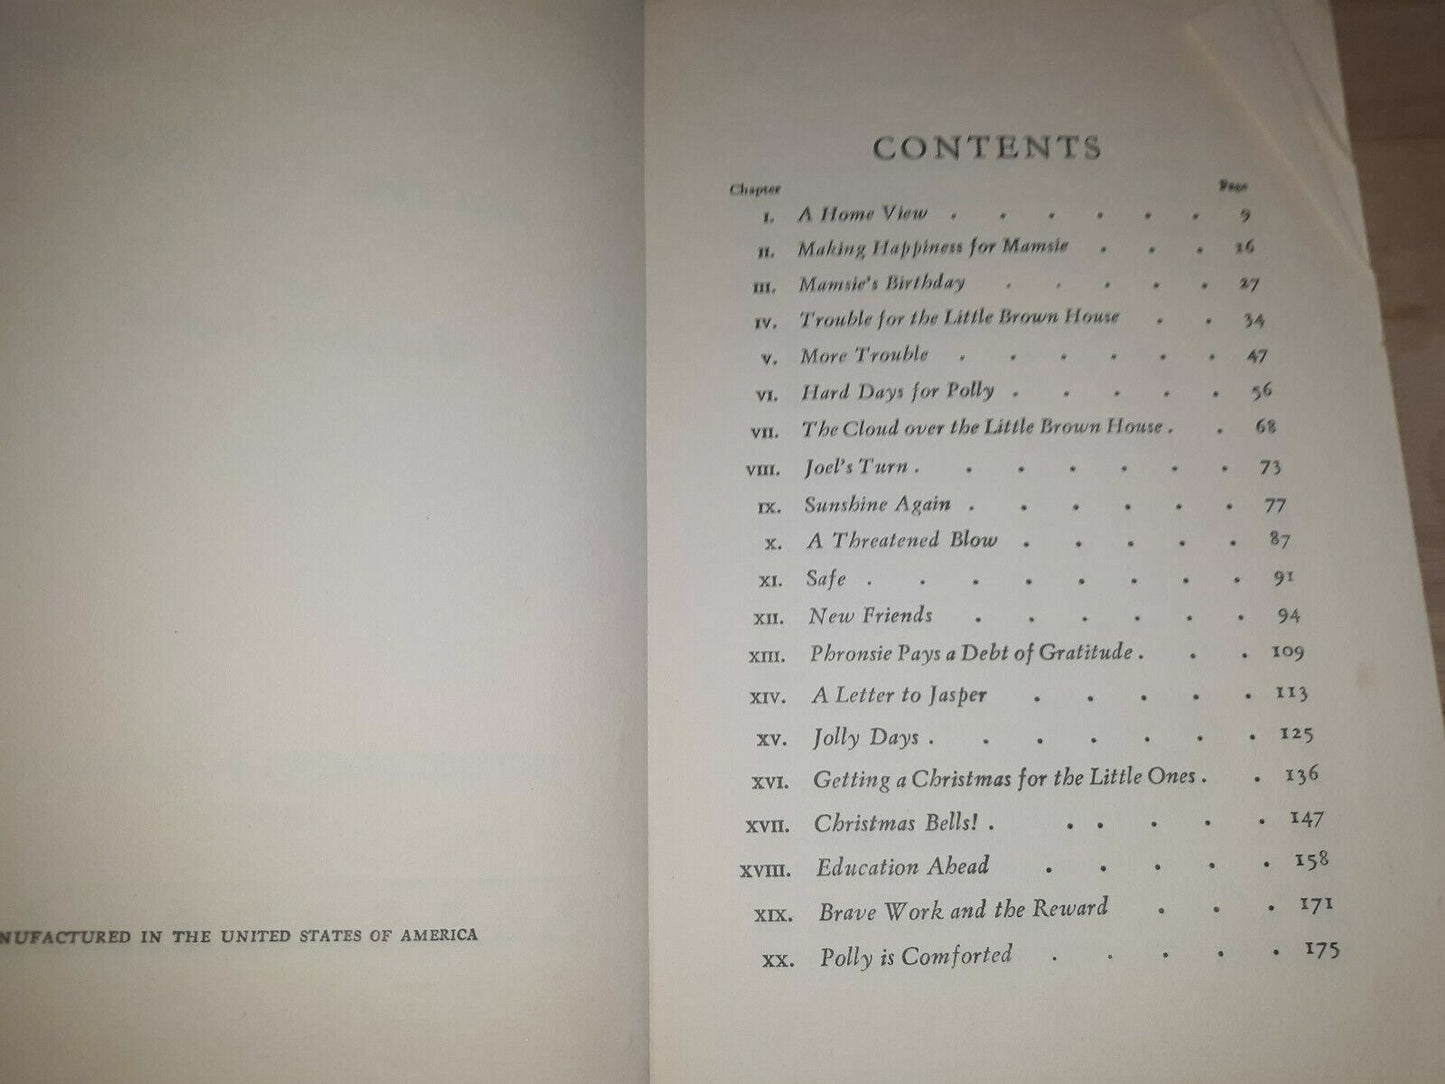 NUFACTURED IN THE UNITED STATES OF AMERICA
CONTENTS
Chapter Page
I. A Home View . . . . . . 9
II. Making Happiness for Mamsie . . . 16
III. Mamsie's Birthday . . . . . 27
IV. Trouble for the Little Brown House . . 34
V. More Trouble . . . . . . 47
VI. Hard Days for Polly . . . . . 56
VII. The Cloud over the Little Brown House . . 68
VIII. Joel's Turn . . . . . . . 73
IX. Sunshine Again . . . . . . 77
X. A Threatened Blow . . . . . 87
XI. Safe . . . . . . . . 91
XII. New Friends . . . . . . 94
XIII. Phronsie Pays a Debt of Gratitude . . . 109
XIV. A Letter to Jasper . . . . . 113
XV. Jolly Days . . . . . . . 125
XVI. Getting a Christmas for the Little Ones . . 136
XVII. Christmas Bells! . . . . . . 147
XVIII. Education Ahead . . . . . 158
XIX. Brave Work and the Reward . . . 171
XX. Polly is Comforted . . . . . 175